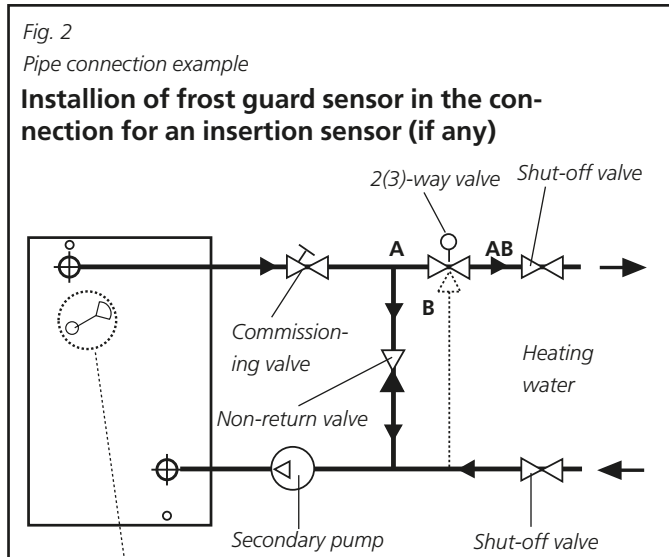 Fig. 2
Pipe connection example
Installion of frost guard sensor in the con-
nection for an insertion sensor (if any)
2(3)-way valve
Shut-off valve
A
AB
B
Commission-
ing valve
Heating
water
Non-return valve
Secondary pump
Shut-off valve